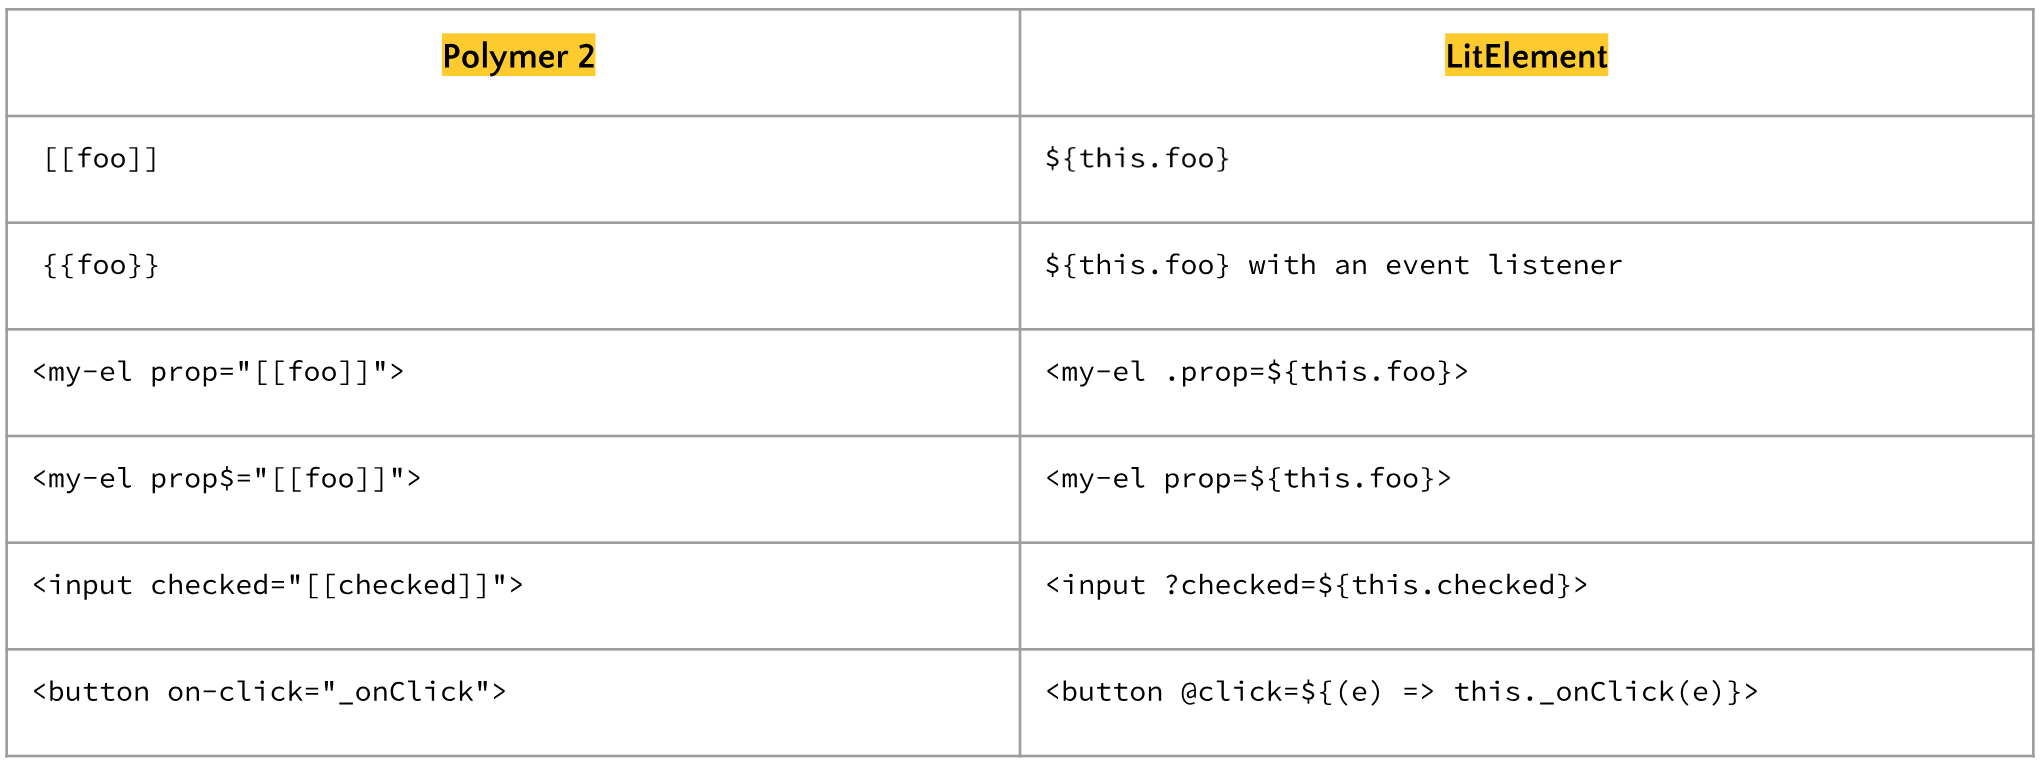 Polymer 2
LitElement
[[foo]]
${this.foo}
{{foo}}
${this.foo} with an event listener
<my-el prop="[[foo]]">
<my-el .prop=${this.foo}>
<my-el prop$="[[foo]]">
<my-el prop=${this.foo}>
<input checked="[[checked]]">
<input ?checked=${this.checked}>
<button on-click="_onClick">
<button @click=${(e) => this._onClick(e)}>